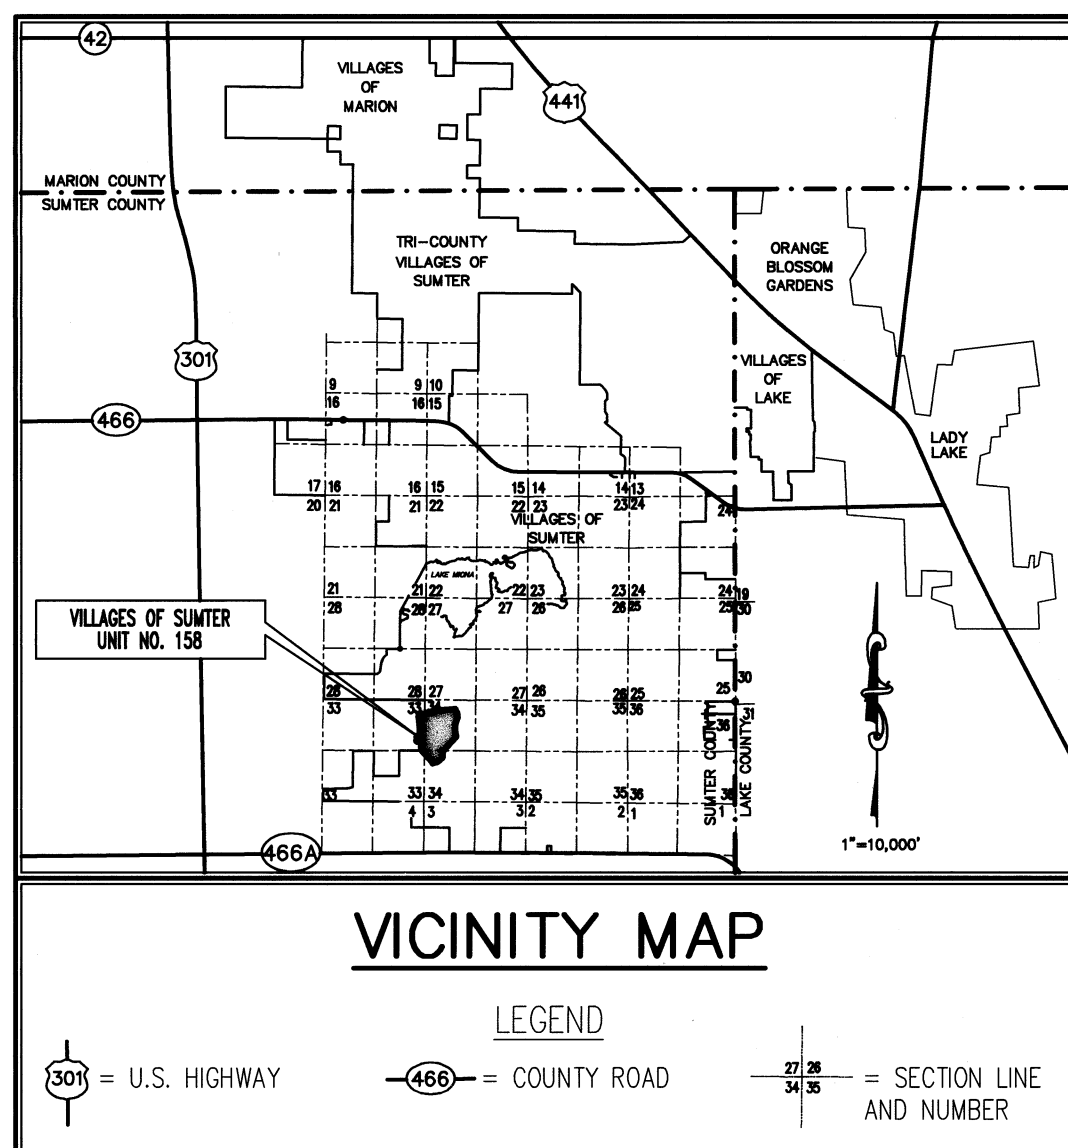 42
VILLAGES
OF
MARION
441
MARION COUNTY
SUMTER COUNTY
TRI-COUNTY
VILLAGES OF
SUMTER
ORANGE
BLOSSOM
GARDENS
301
VILLAGES
OF
LAKE
9 9 10
16 16 15
466
LADY
LAKE
17 16 16 15 15 14 14 13
20 21 21 22 22 23 23 24 24
VILLAGES OF
SUMTER
LAKE MIONA
21 21 22 22 23 23 24 24 19
28 28 27 27 26 26 25 25 30
VILLAGES OF SUMTER
UNIT NO. 158
28 28 27 27 26 26 25 25 30
33 33 34 34 35 35 36 36 31
SUMTER COUNTY
LAKE COUNTY
33 33 34 34 35 35 36 36
4 3 3 2 2 1 1
466A
1"=10,000'
VICINITY MAP
LEGEND
301 = U.S. HIGHWAY
466 = COUNTY ROAD
27 26
34 35
= SECTION LINE
AND NUMBER